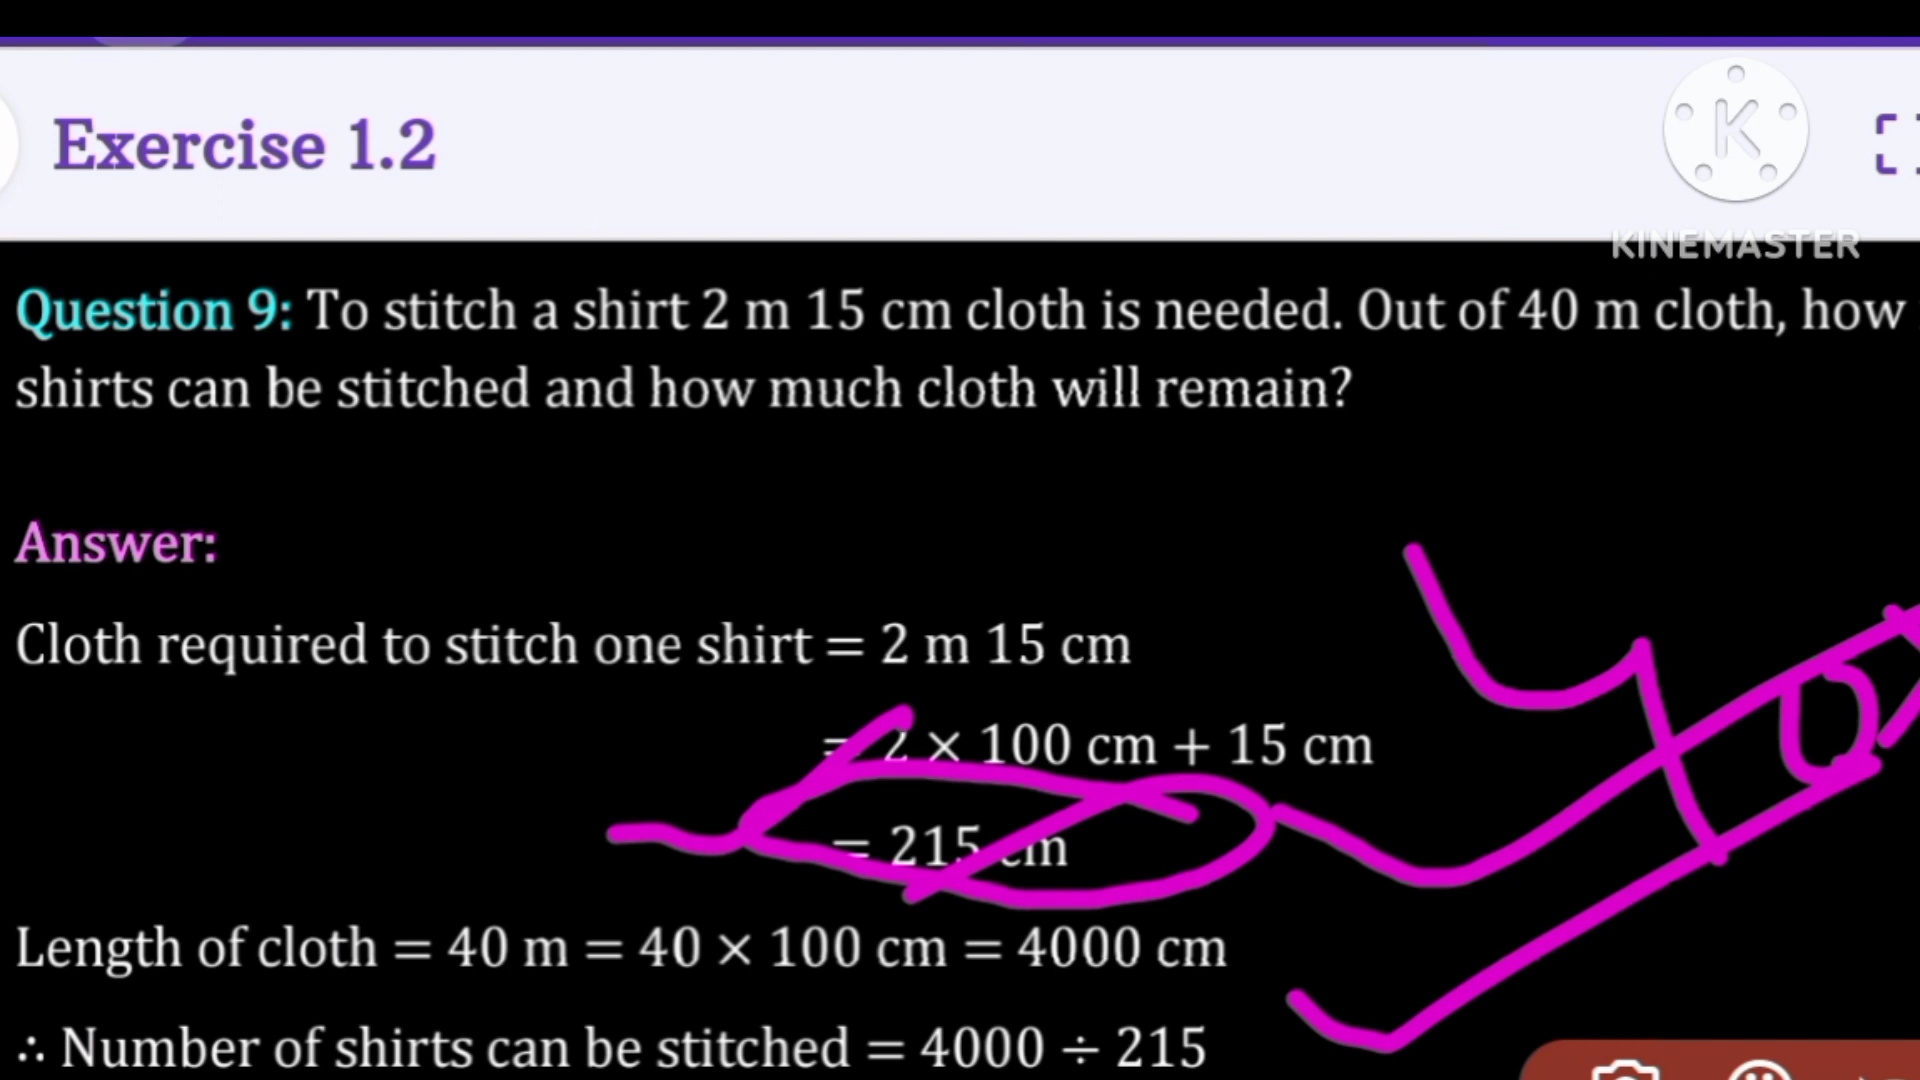 Exercise 1.2
K
KINEMASTER
Question 9: To stitch a shirt 2 m 15 cm cloth is needed. Out of 40 m cloth, how
shirts can be stitched and how much cloth will remain?
Answer:
Cloth required to stitch one shirt = 2 m 15 cm
= 2 × 100 cm + 15 cm
= 215 cm
Length of cloth = 40 m = 40 × 100 cm = 4000 cm
∴ Number of shirts can be stitched = 4000 ÷ 215